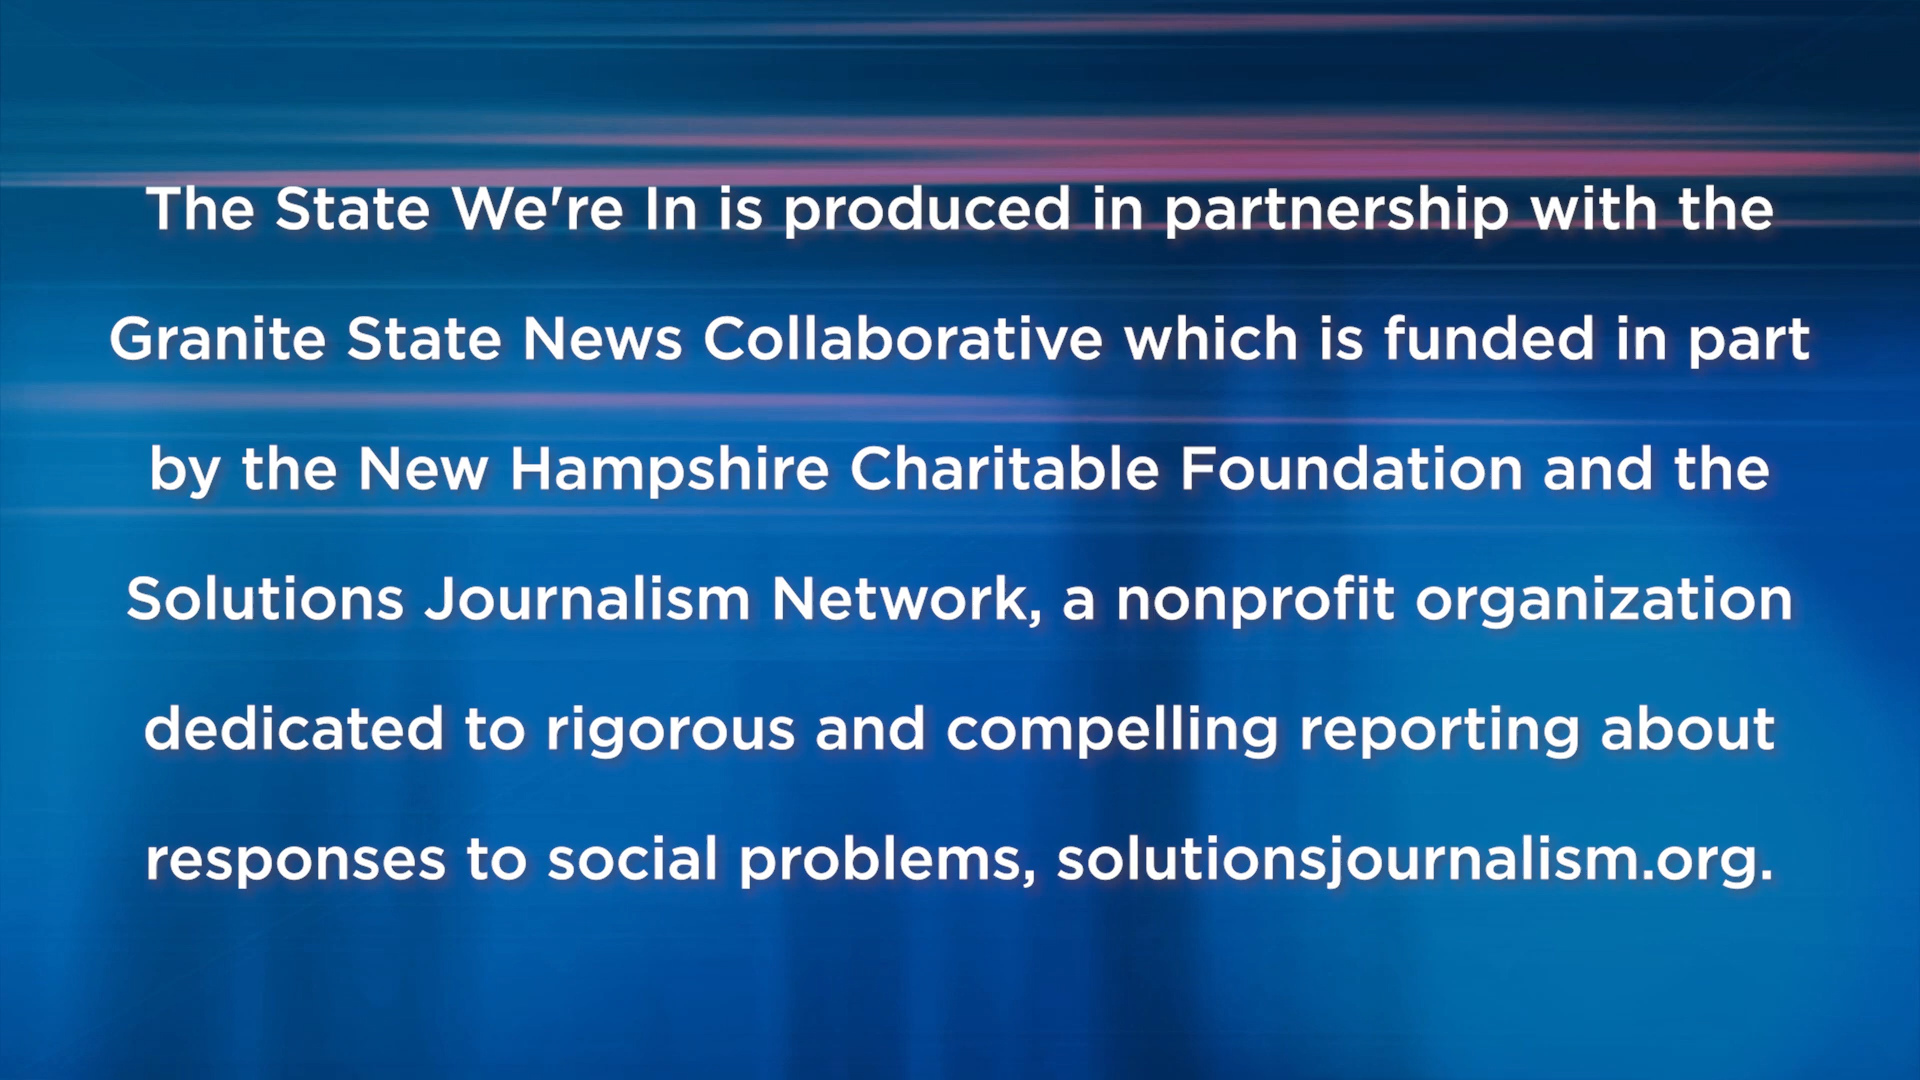 The State We're In is produced in partnership with the
Granite State News Collaborative which is funded in part
by the New Hampshire Charitable Foundation and the
Solutions Journalism Network, a nonprofit organization
dedicated to rigorous and compelling reporting about
responses to social problems, solutionsjournalism.org.